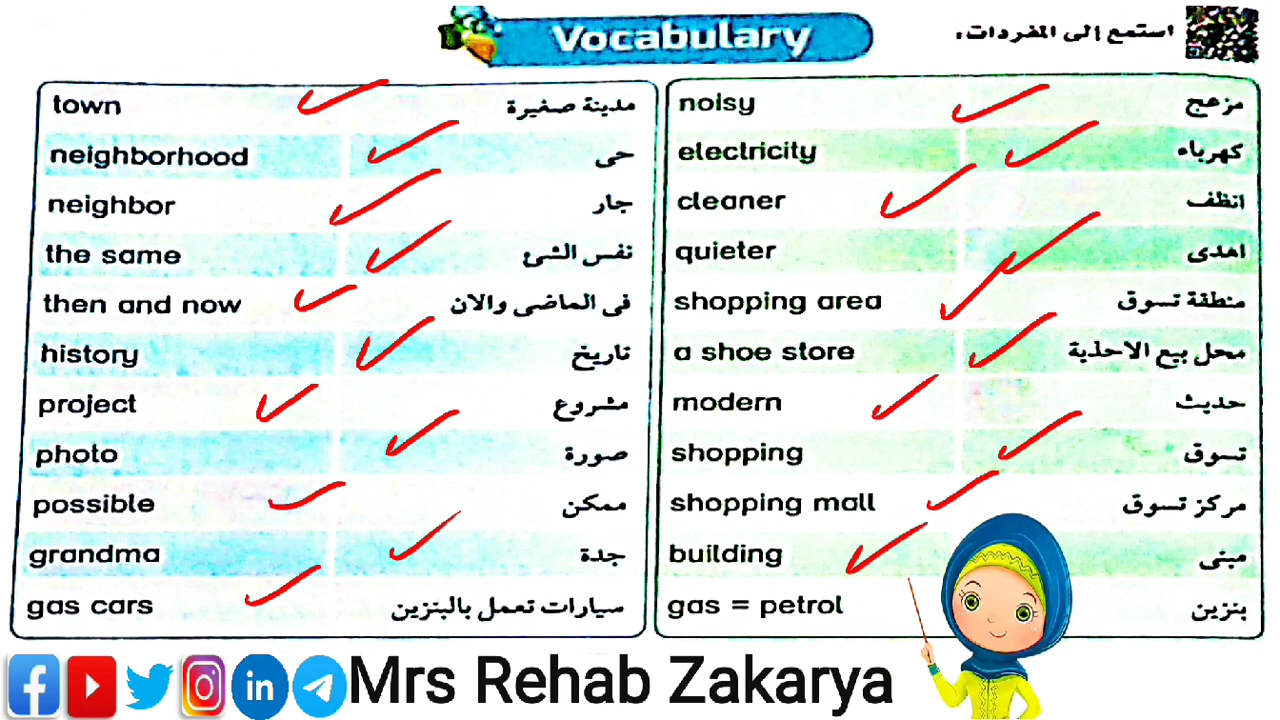 Vocabulary
استمع إلى المفردات:
town مدينة صغيرة
neighborhood حى
neighbor جار
the same نفس الشئ
then and now فى الماضى والان
history تاريخ
project مشروع
photo صورة
possible ممكن
grandma جدة
gas cars سيارات تعمل بالبنزين
noisy مزعج
electricity كهرباء
cleaner انظف
quieter اهدى
shopping area منطقة تسوق
a shoe store محل بيع الاحذية
modern حديث
shopping تسوق
shopping mall مركز تسوق
building مبنى
gas = petrol بنزين
Mrs Rehab Zakarya